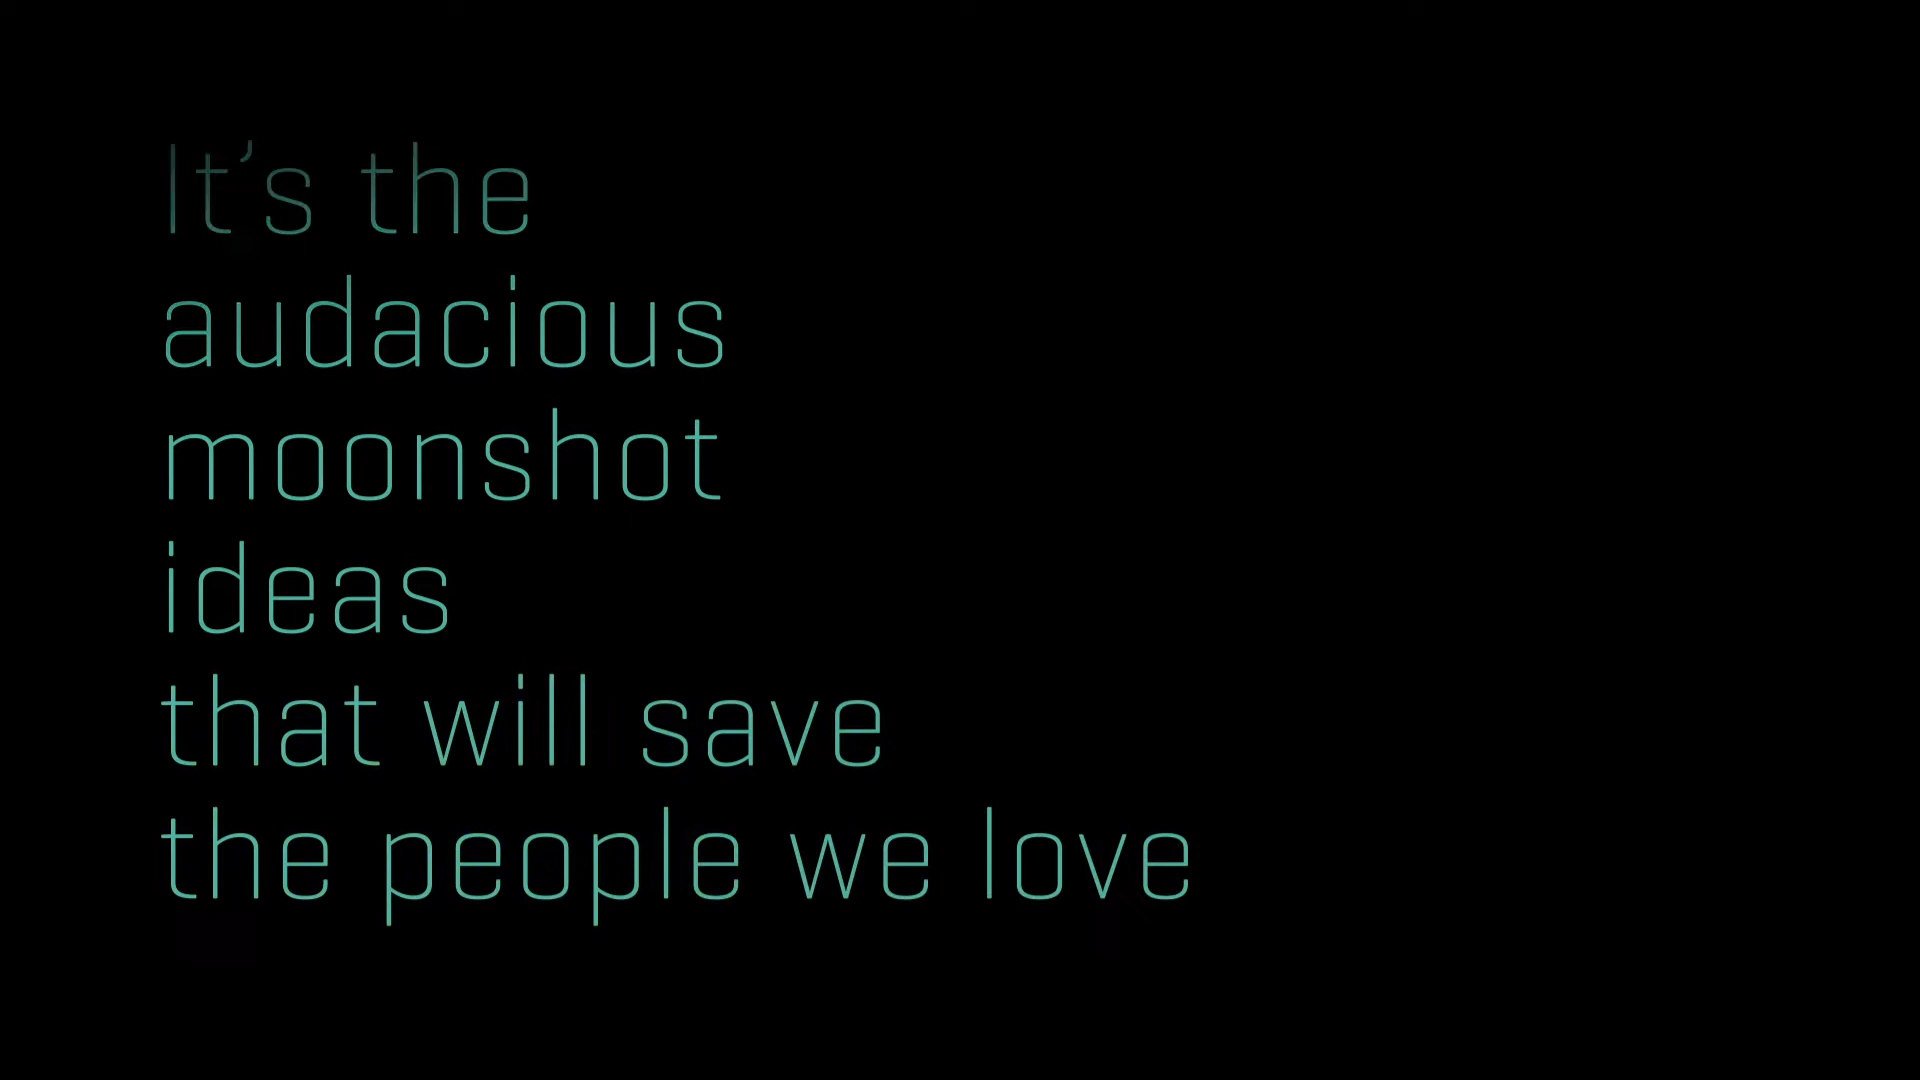 It’s the
audacious
moonshot
ideas
that will save
the people we love